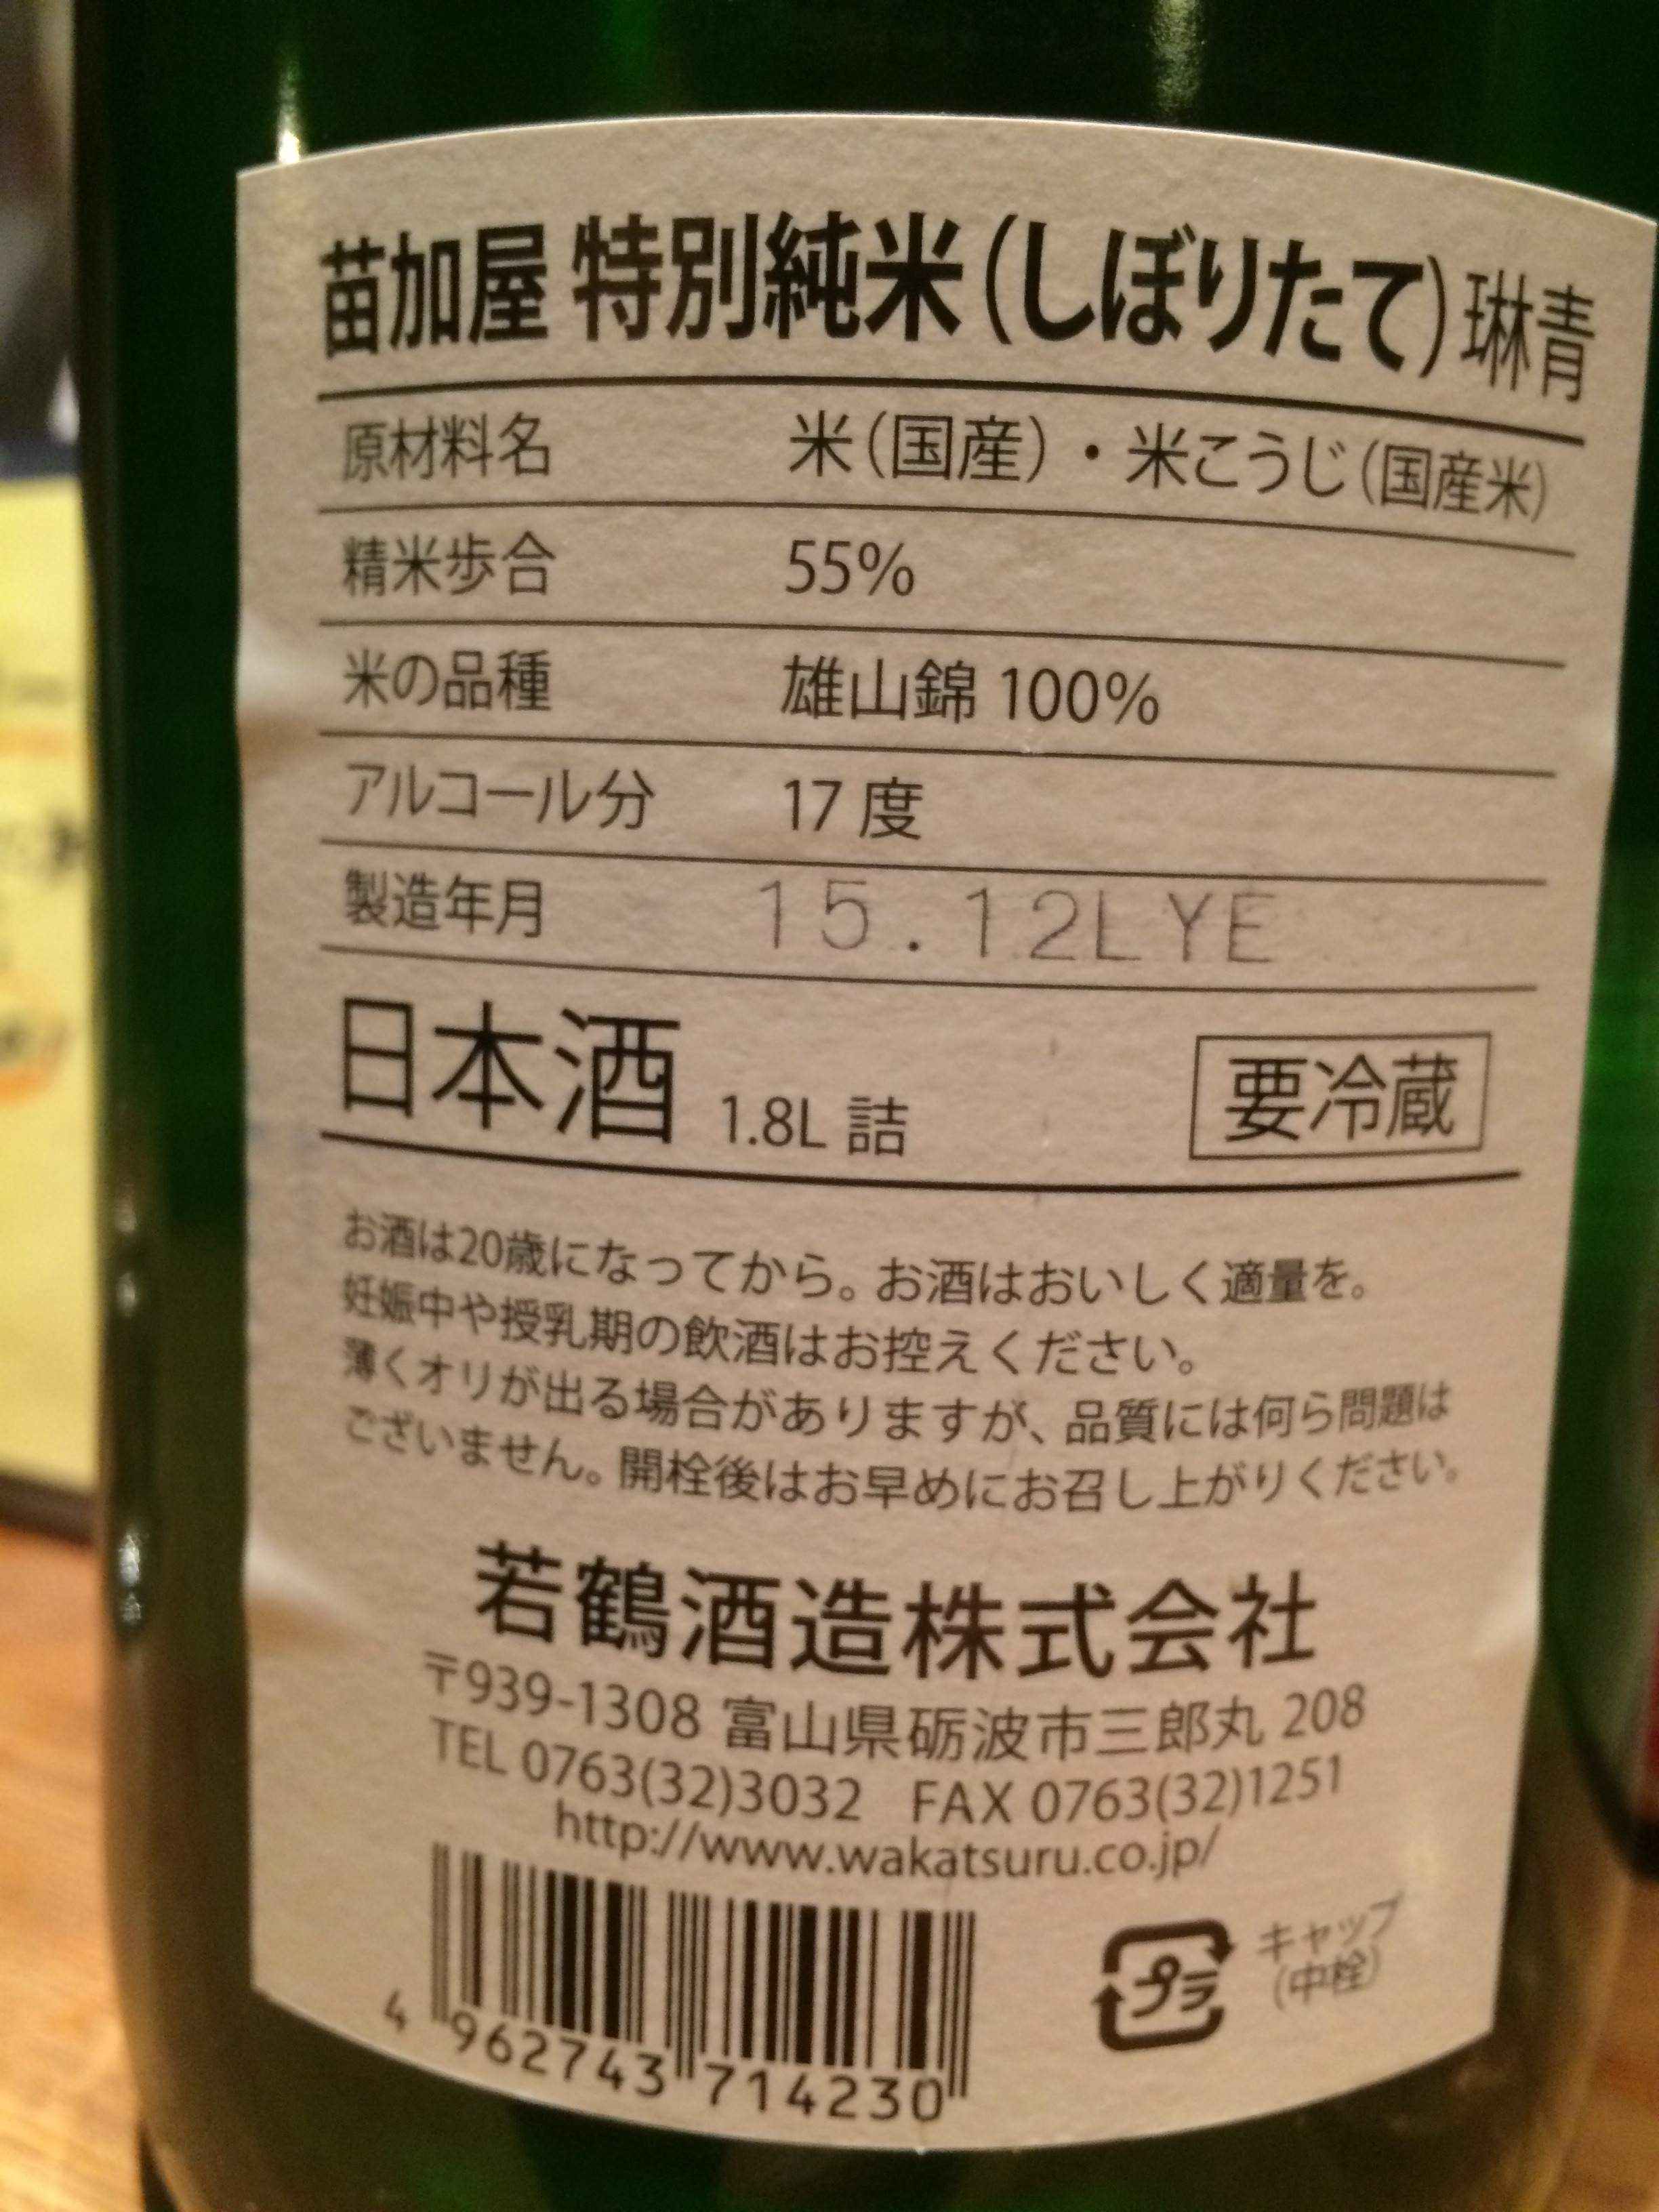 苗加屋 特別純米(しぼりたて)琳青
原材料名 米(国産)・米こうじ(国産米)
精米歩合 55%
米の品種 雄山錦 100%
アルコール分 17 度
製造年月 15.12LYE
日本酒 1.8L 詰 要冷蔵
お酒は20歳になってから。お酒はおいしく適量を。
妊娠中や授乳期の飲酒はお控えください。
薄くオリが出る場合がありますが、品質には何ら問題は
ございません。開栓後はお早めにお召し上がりください。
若鶴酒造株式会社
〒939-1308 富山県砺波市三郎丸 208
TEL 0763(32)3032 FAX 0763(32)1251
http://www.wakatsuru.co.jp/
プラ キャップ
(中栓)
4 962743 714230